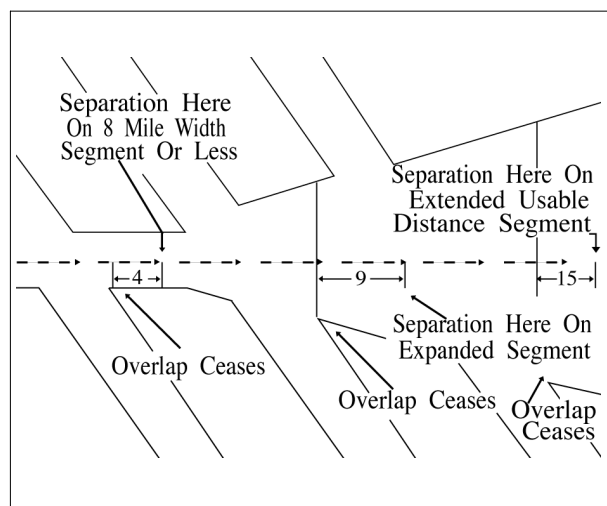 Separation Here
On 8 Mile Width
Segment Or Less
Separation Here On
Extended Usable
Distance Segment
4
9
15
Overlap Ceases
Separation Here On
Expanded Segment
Overlap Ceases
Overlap
Ceases